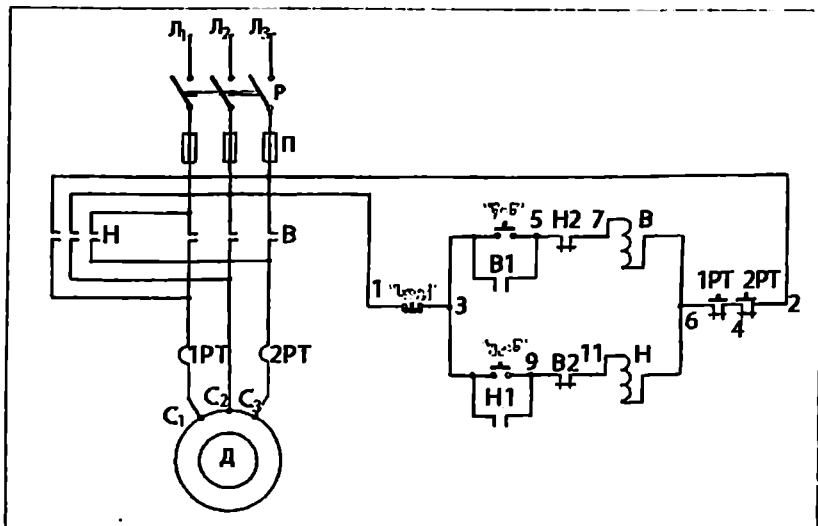 Л₁ Л₂ Л₃
Р
П
Н В
5 Н2 7 В
В1
1 3
1РТ 2РТ
6 4 2
1РТ 2РТ
9 В2 11 Н
Н1
С₁ С₂ С₃
Д